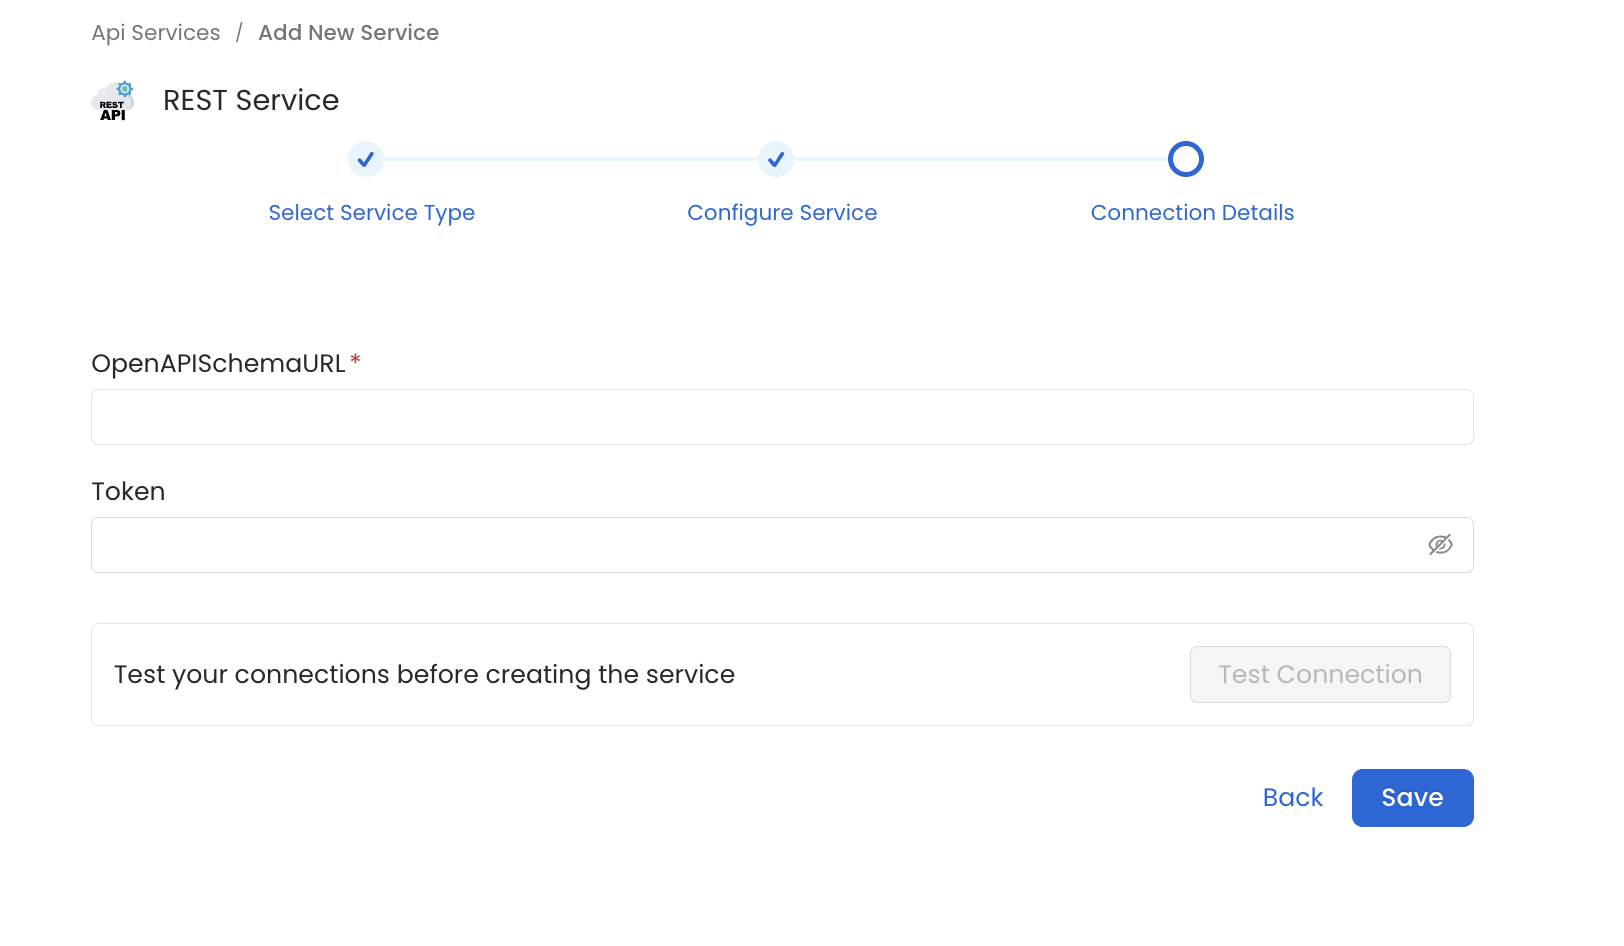 Api Services / Add New Service
REST
API
REST Service
Select Service Type
Configure Service
Connection Details
OpenAPISchemaURL *
Token
Test your connections before creating the service
Test Connection
Back
Save